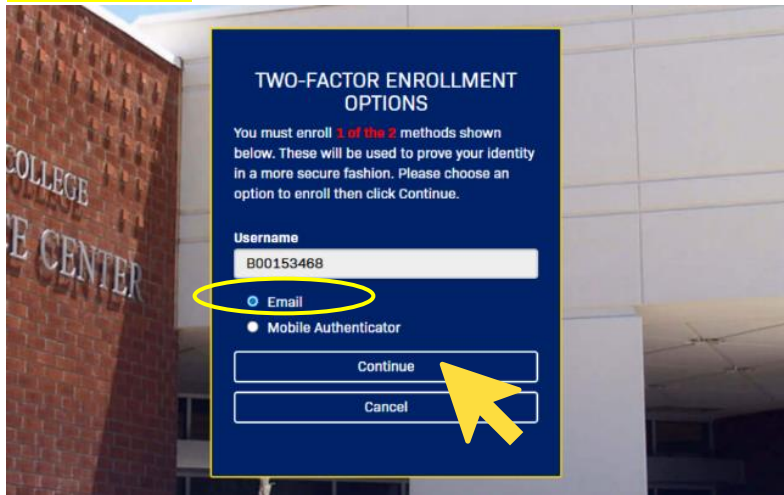 COLLEGE
E CENTER
TWO-FACTOR ENROLLMENT
OPTIONS
You must enroll 1 of the 2 methods shown
below. These will be used to prove your identity
in a more secure fashion. Please choose an
option to enroll then click Continue.
Username
B00153468
Email
Mobile Authenticator
Continue
Cancel